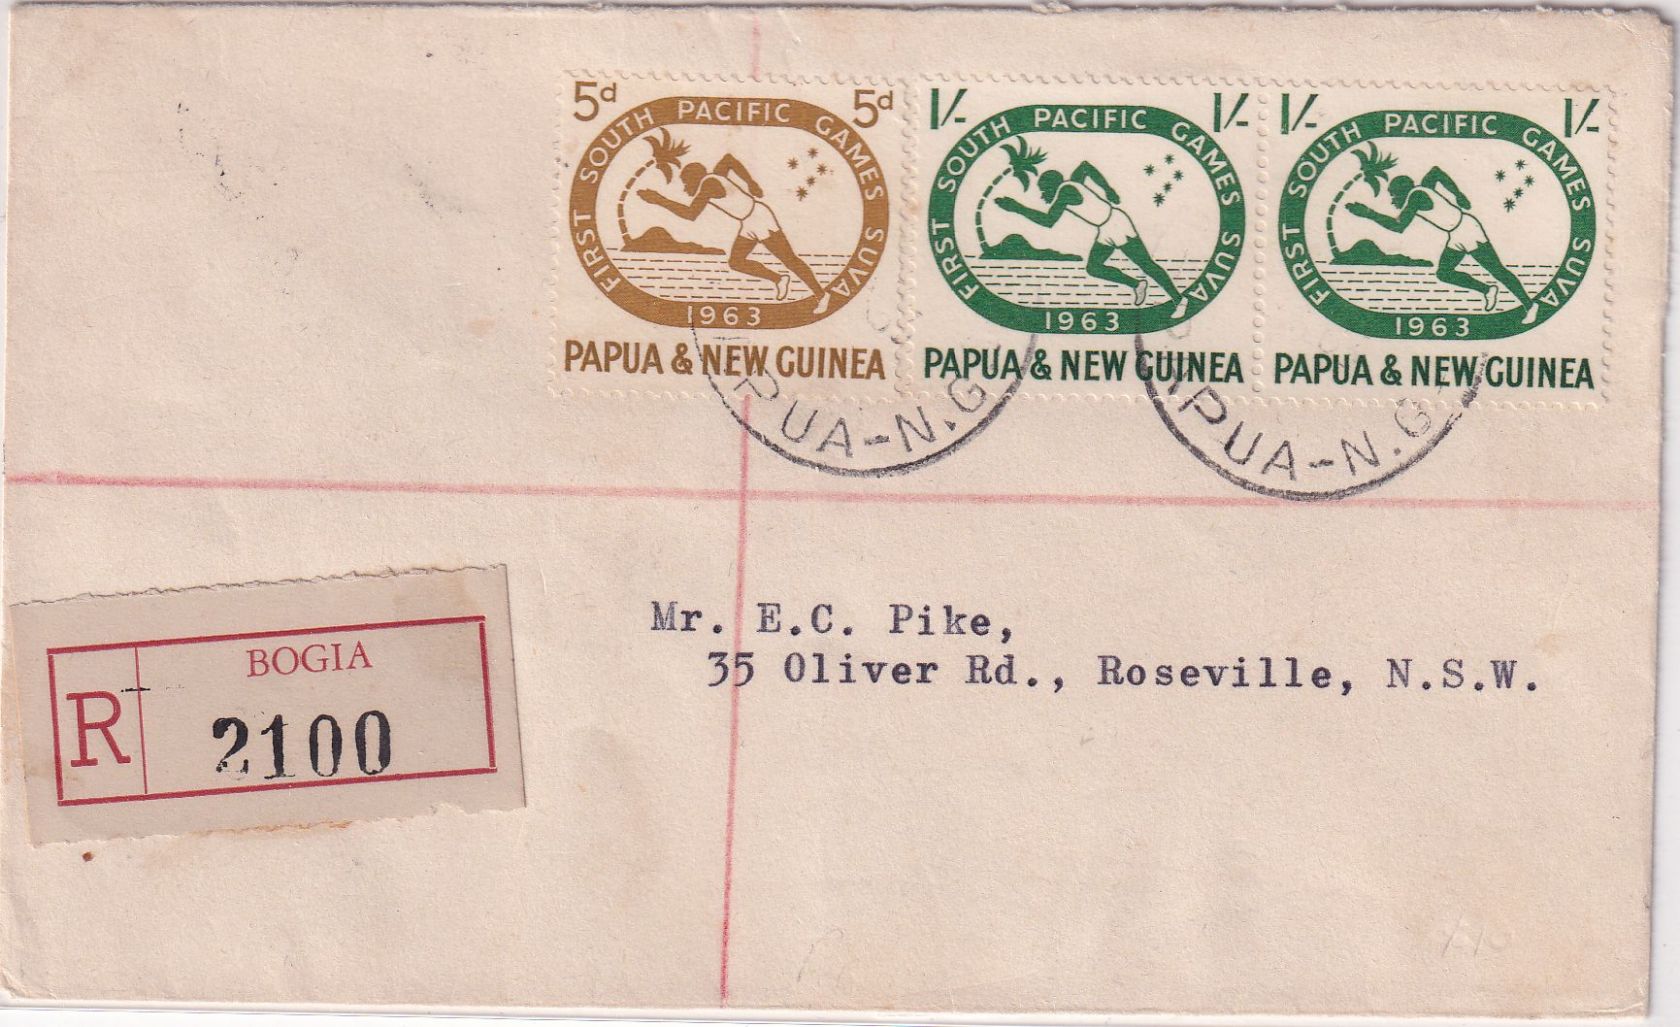 5d 5d
FIRST SOUTH PACIFIC GAMES SUVA
1963
PAPUA & NEW GUINEA
1/- 1/-
FIRST SOUTH PACIFIC GAMES SUVA
1963
PAPUA & NEW GUINEA
1/- 1/-
FIRST SOUTH PACIFIC GAMES SUVA
1963
PAPUA & NEW GUINEA
PUA-N.G
PUA-N.G
R
BOGIA
2100
Mr. E.C. Pike,
35 Oliver Rd., Roseville, N.S.W.